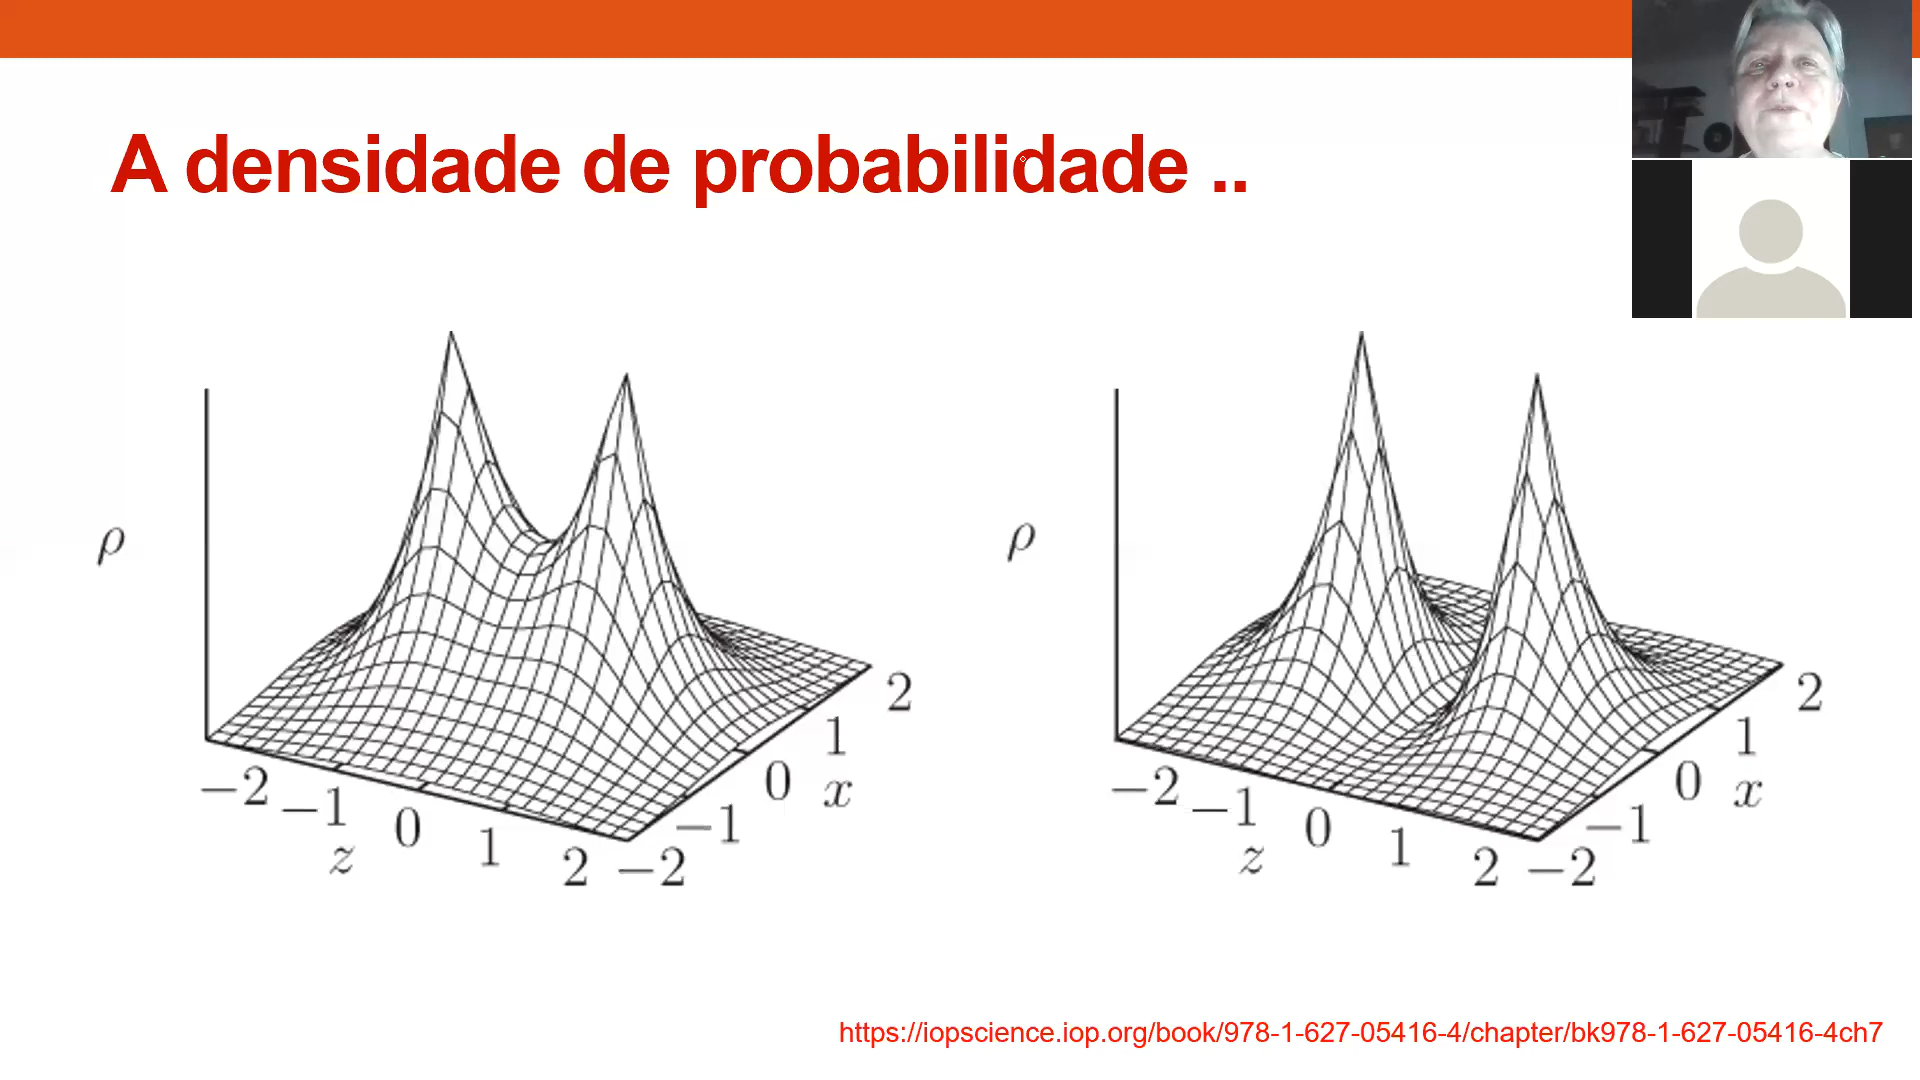 A densidade de probabilidade ..
ρ
−2
−1
0
1
2
z
−2
−1
0
1
2
x
ρ
−2
−1
0
1
2
z
−2
−1
0
1
2
x
https://iopscience.iop.org/book/978-1-627-05416-4/chapter/bk978-1-627-05416-4ch7